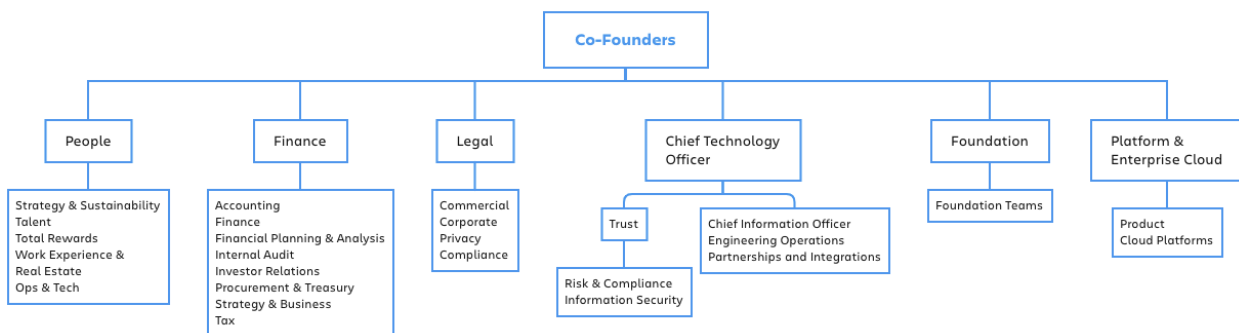 Co-Founders
People
Finance
Legal
Chief Technology
Officer
Foundation
Platform &
Enterprise Cloud
Strategy & Sustainability
Talent
Total Rewards
Work Experience &
Real Estate
Ops & Tech
Accounting
Finance
Financial Planning & Analysis
Internal Audit
Investor Relations
Procurement & Treasury
Strategy & Business
Tax
Commercial
Corporate
Privacy
Compliance
Trust
Risk & Compliance
Information Security
Chief Information Officer
Engineering Operations
Partnerships and Integrations
Foundation Teams
Product
Cloud Platforms